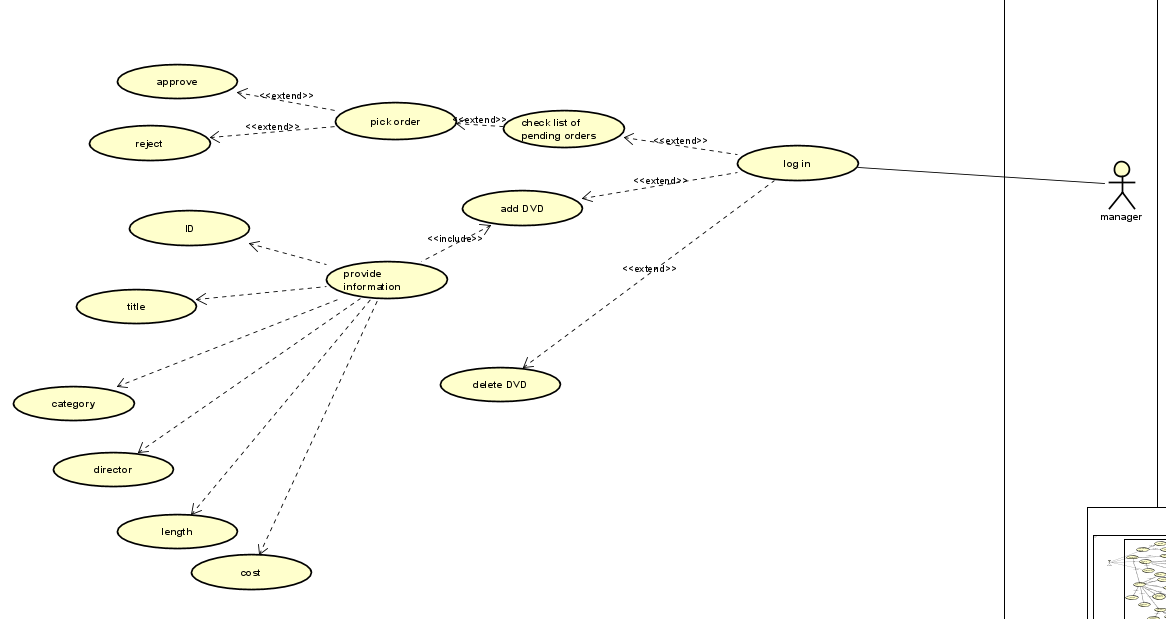 approve
<<extend>>
pick order
<<extend>>
check list of
pending orders
<<extend>>
reject
<<extend>>
log in
<<extend>>
add DVD
manager
ID
<<include>>
provide
information
<<extend>>
title
delete DVD
category
director
length
cost